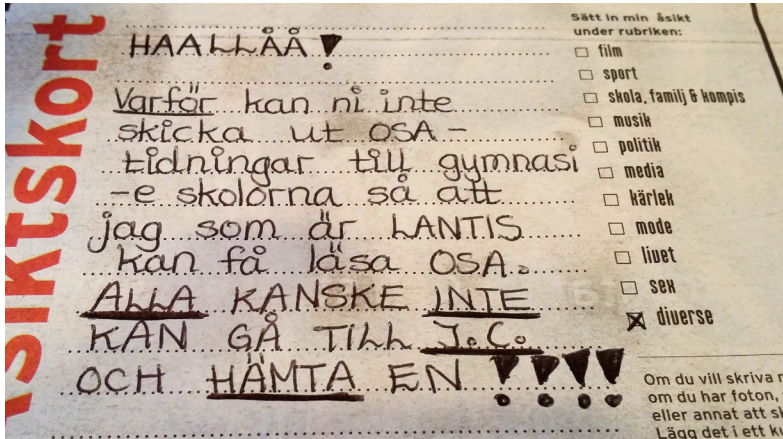 åsiktskort
HAALLÅÅ!
Varför kan ni inte
skicka ut OSA-
tidningar till gymnasi
-e skolorna så att
jag som är LANTIS
kan få läsa OSA.
ALLA KANSKE INTE
KAN GÅ TILL J.C.
OCH HÄMTA EN !!!!
Sätt in min åsikt
under rubriken:
film
sport
skola, familj & kompis
musik
politik
media
kärlek
mode
livet
sex
diverse
Om du vill skriva
om du har foton,
eller annat att
Lägg det i ett